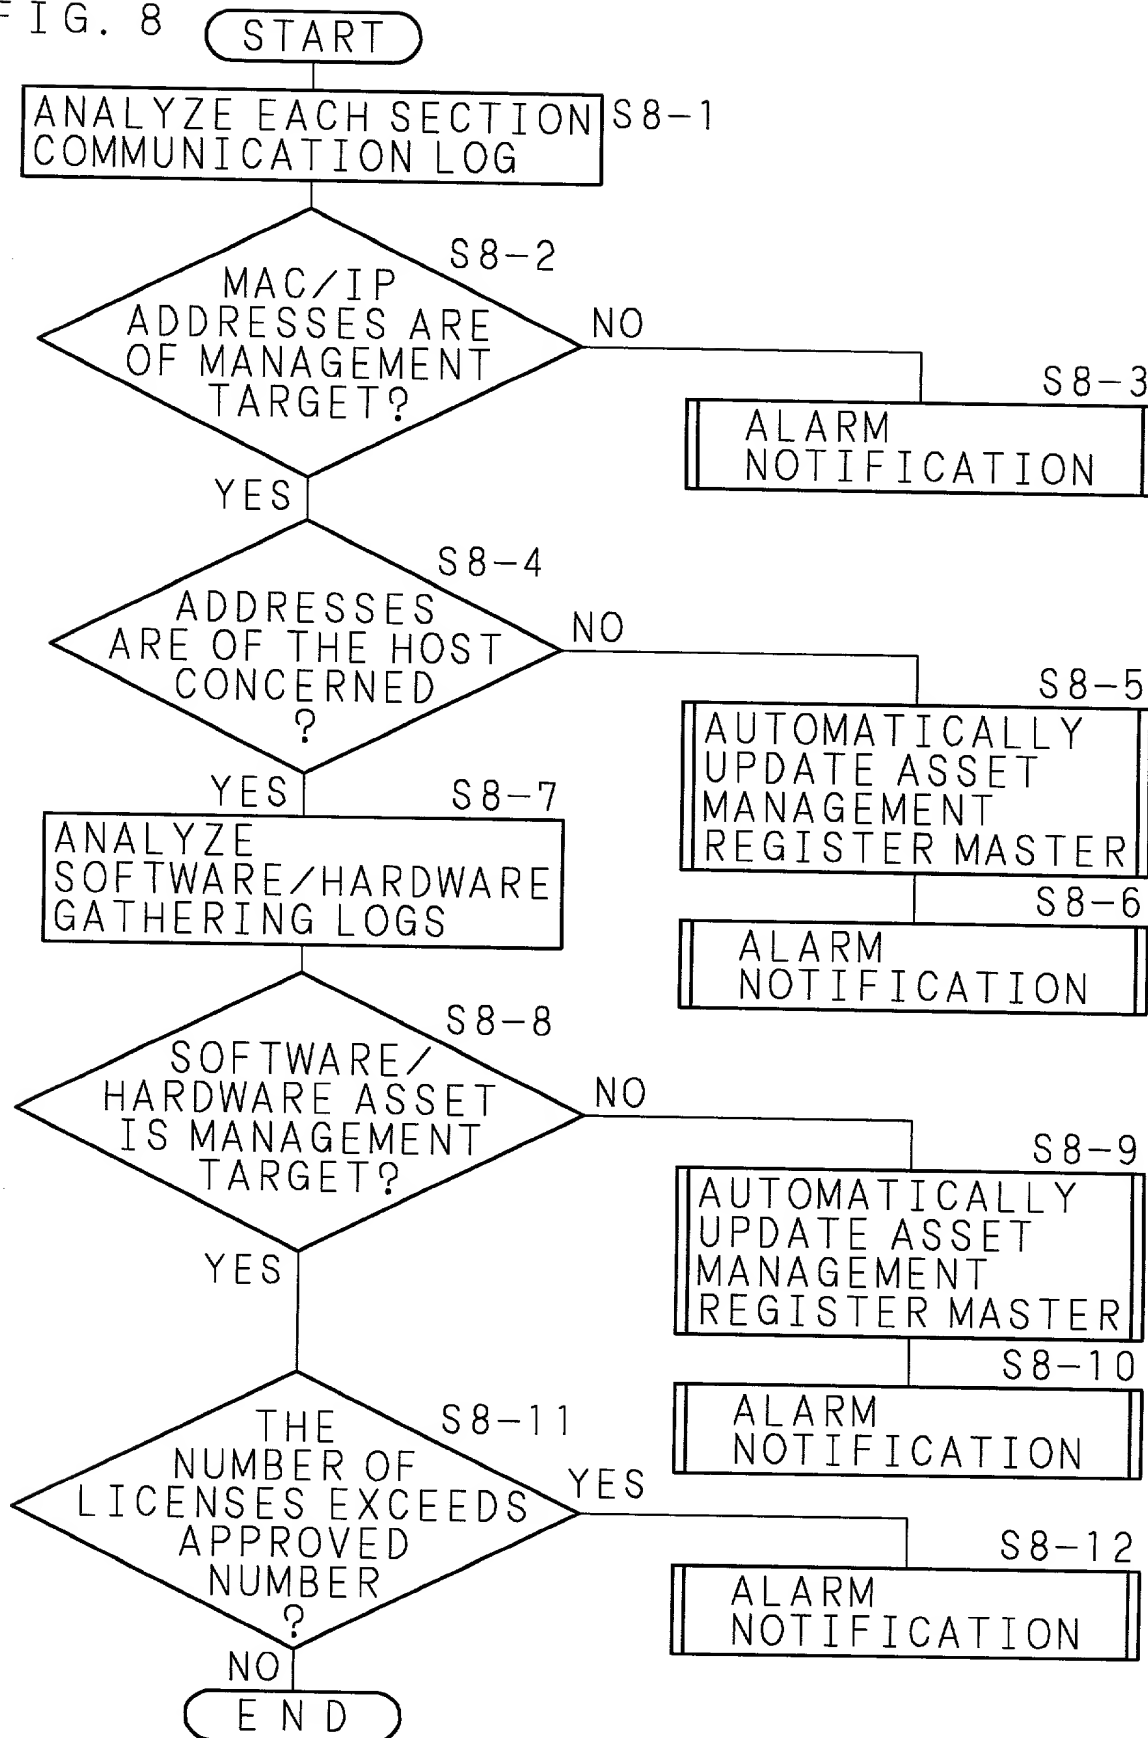 FIG. 8
START
ANALYZE EACH SECTION
COMMUNICATION LOG
S8-1
S8-2
MAC/IP
ADDRESSES ARE
OF MANAGEMENT
TARGET?
NO
S8-3
ALARM
NOTIFICATION
YES
S8-4
ADDRESSES
ARE OF THE HOST
CONCERNED
?
NO
S8-5
AUTOMATICALLY
UPDATE ASSET
MANAGEMENT
REGISTER MASTER
S8-6
ALARM
NOTIFICATION
YES
S8-7
ANALYZE
SOFTWARE/HARDWARE
GATHERING LOGS
S8-8
SOFTWARE/
HARDWARE ASSET
IS MANAGEMENT
TARGET?
NO
S8-9
AUTOMATICALLY
UPDATE ASSET
MANAGEMENT
REGISTER MASTER
S8-10
ALARM
NOTIFICATION
YES
S8-11
THE
NUMBER OF
LICENSES EXCEEDS
APPROVED
NUMBER
?
YES
S8-12
ALARM
NOTIFICATION
NO
END